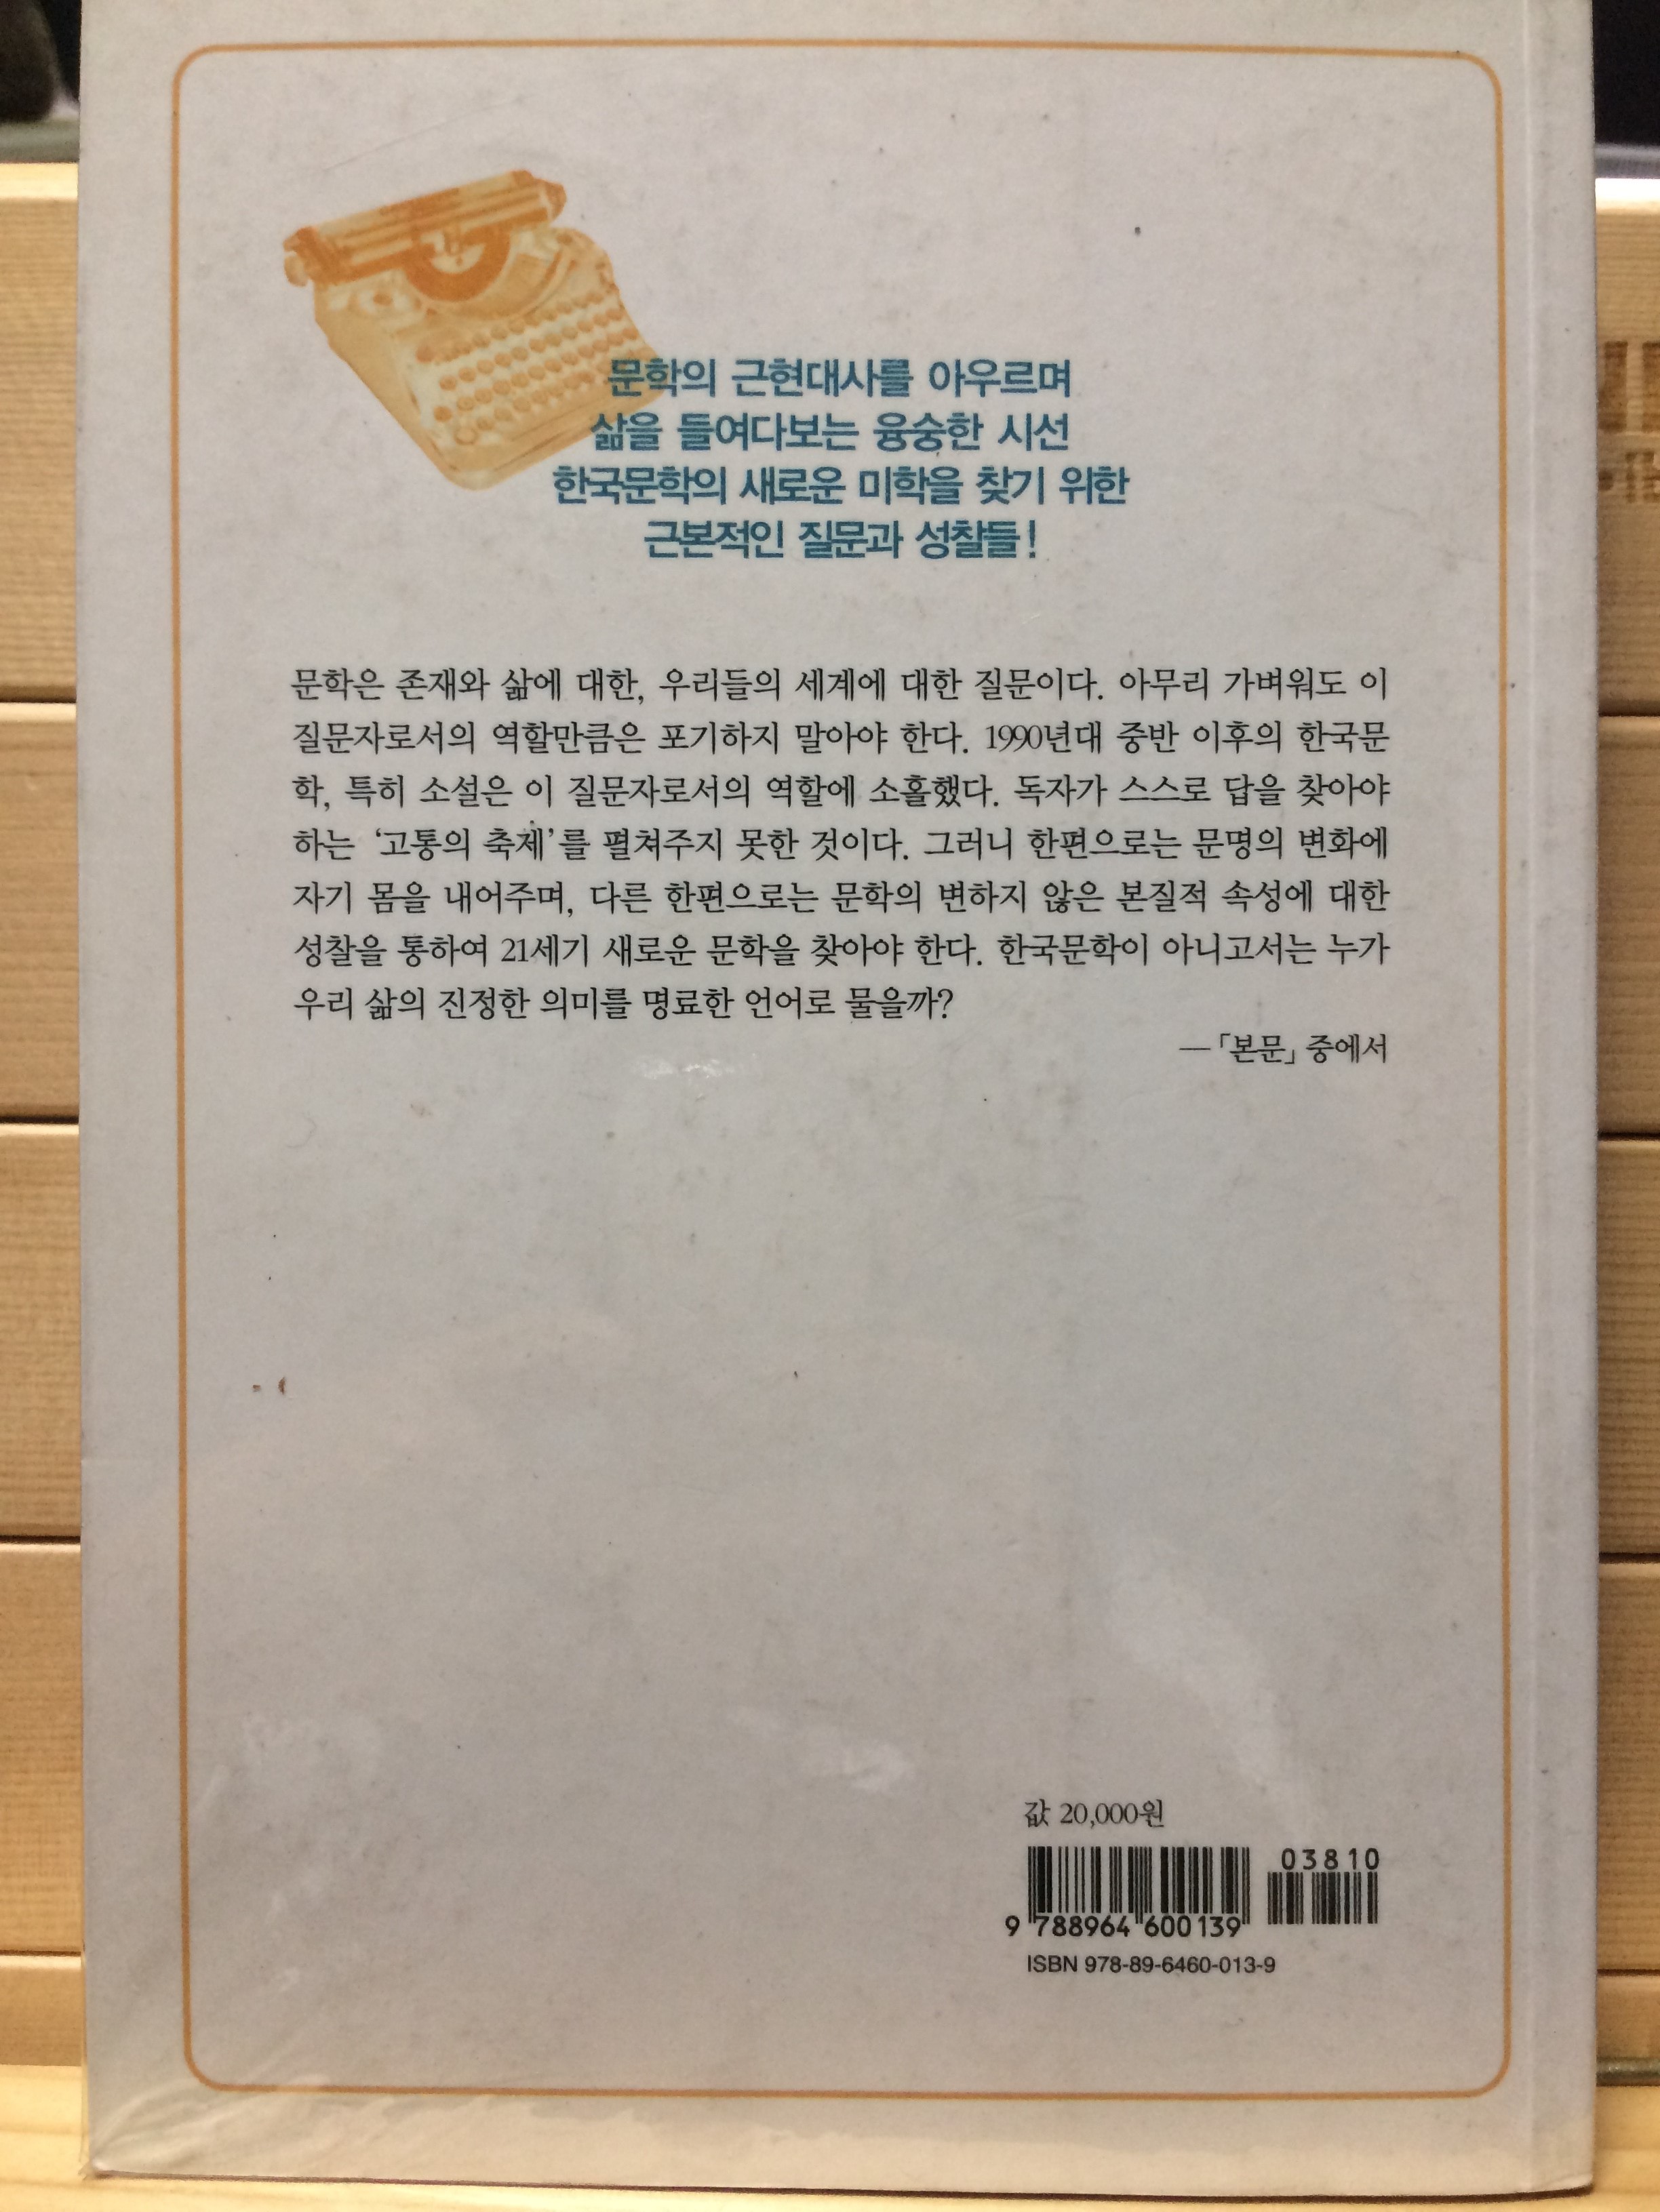 문학의 근현대사를 아우르며
삶을 들여다보는 융숭한 시선
한국문학의 새로운 미학을 찾기 위한
근본적인 질문과 성찰들!
문학은 존재와 삶에 대한, 우리들의 세계에 대한 질문이다. 아무리 가벼워도 이
질문자로서의 역할만큼은 포기하지 말아야 한다. 1990년대 중반 이후의 한국문
학, 특히 소설은 이 질문자로서의 역할에 소홀했다. 독자가 스스로 답을 찾아야
하는 ‘고통의 축제’를 펼쳐주지 못한 것이다. 그러니 한편으로는 문명의 변화에
자기 몸을 내어주며, 다른 한편으로는 문학의 변하지 않은 본질적 속성에 대한
성찰을 통하여 21세기 새로운 문학을 찾아야 한다. 한국문학이 아니고서는 누가
우리 삶의 진정한 의미를 명료한 언어로 물을까?
—「본문」 중에서
값 20,000원
03810
9 788964 600139
ISBN 978-89-6460-013-9